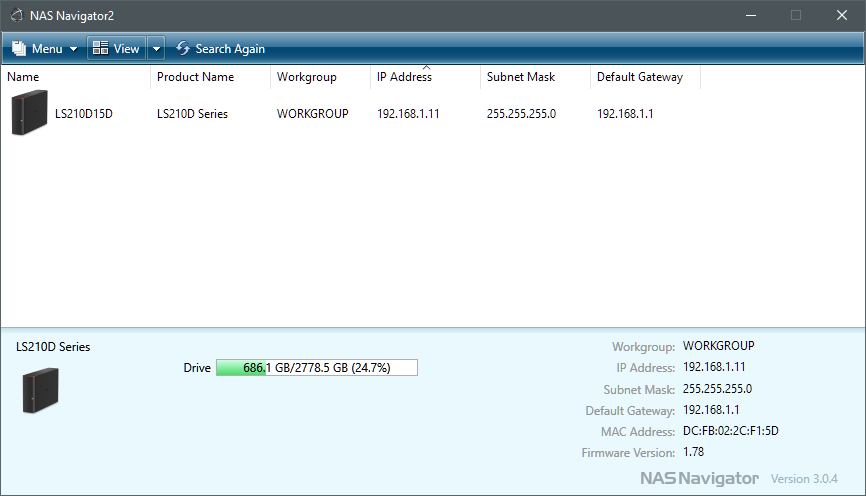 NAS Navigator2
Menu View Search Again
Name Product Name Workgroup IP Address Subnet Mask Default Gateway
LS210D15D LS210D Series WORKGROUP 192.168.1.11 255.255.255.0 192.168.1.1
LS210D Series
Drive 686.1 GB/2778.5 GB (24.7%)
Workgroup: WORKGROUP
IP Address: 192.168.1.11
Subnet Mask: 255.255.255.0
Default Gateway: 192.168.1.1
MAC Address: DC:FB:02:2C:F1:5D
Firmware Version: 1.78
NAS Navigator Version 3.0.4